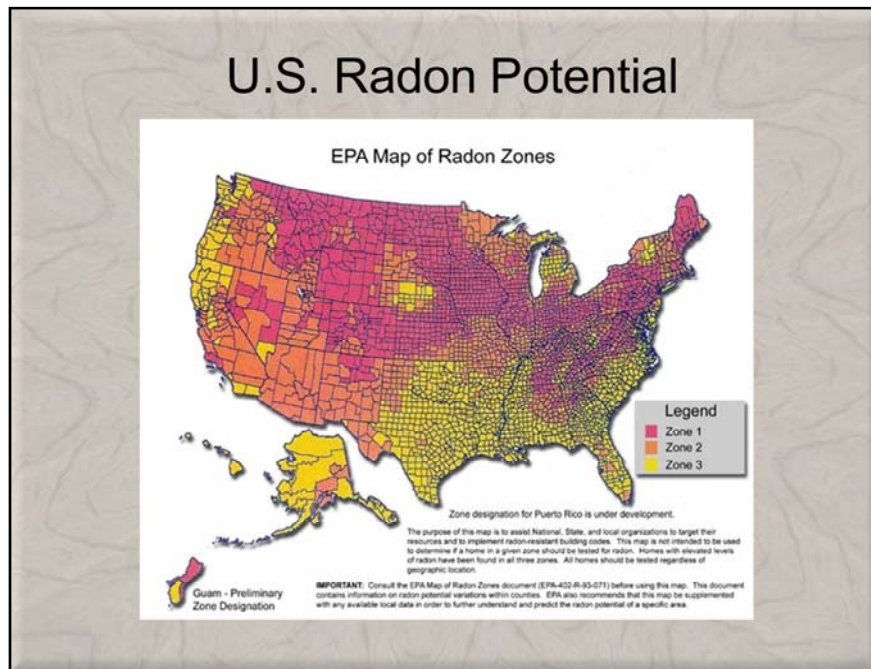 U.S. Radon Potential
EPA Map of Radon Zones
Legend
Zone 1
Zone 2
Zone 3
Zone designation for Puerto Rico is under development.
The purpose of this map is to assist National, State, and local organizations to target their
resources and to implement radon-resistant building codes. This map is not intended to be used
to determine if a home in a given zone should be tested for radon. Homes with elevated levels
of radon have been found in all three zones. All homes should be tested regardless of
geographic location.
Guam - Preliminary
Zone Designation
IMPORTANT: Consult the EPA Map of Radon Zones document (EPA-402-R-93-071) before using this map. This document
contains information on radon potential variations within counties. EPA also recommends that this map be supplemented
with any available local data in order to further understand and predict the radon potential of a specific area.